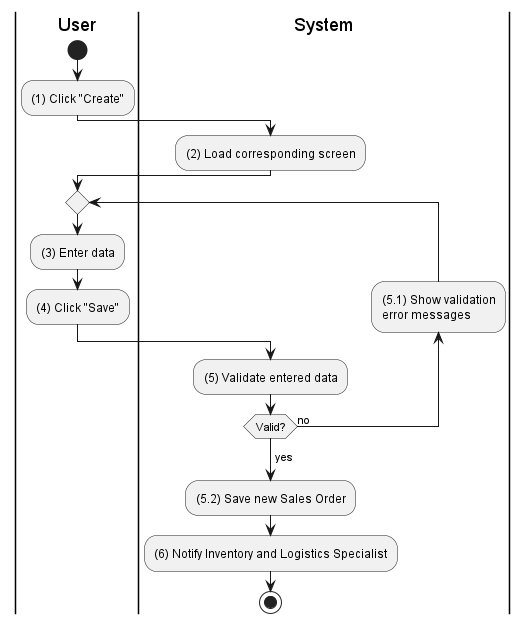 User
System
(1) Click "Create"
(2) Load corresponding screen
(3) Enter data
(4) Click "Save"
(5.1) Show validation
error messages
(5) Validate entered data
Valid?
no
yes
(5.2) Save new Sales Order
(6) Notify Inventory and Logistics Specialist